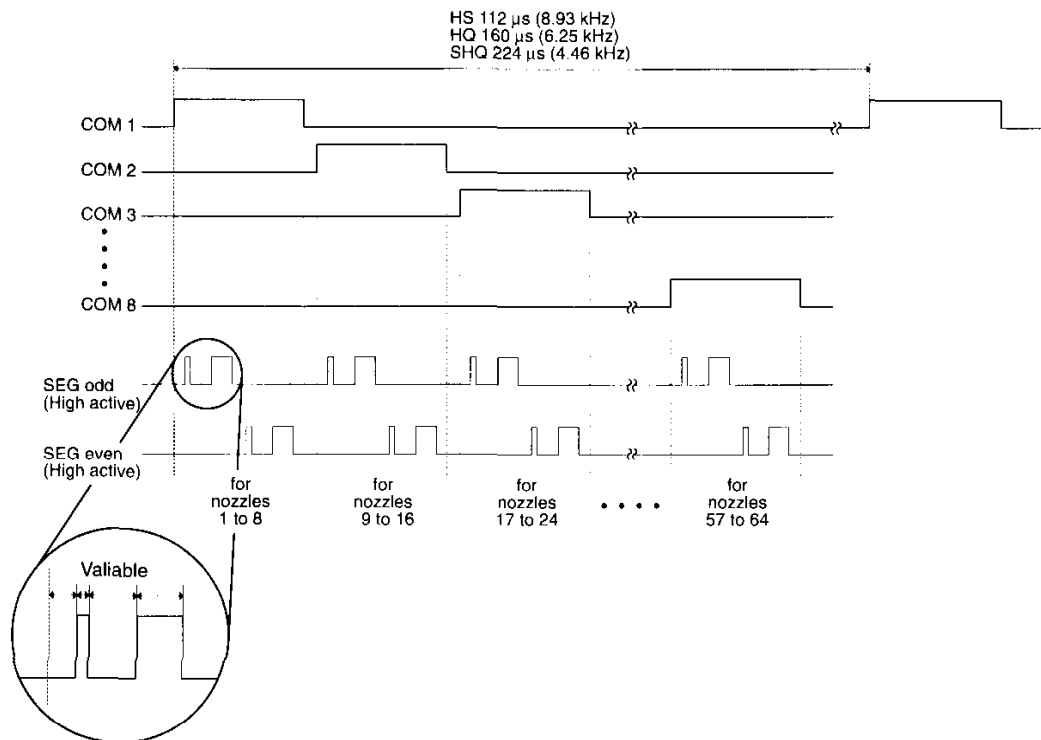 HS 112 µs (8.93 kHz)
HQ 160 µs (6.25 kHz)
SHQ 224 µs (4.46 kHz)
COM 1
COM 2
COM 3
COM 8
SEG odd
(High active)
SEG even
(High active)
for
nozzles
1 to 8
for
nozzles
9 to 16
for
nozzles
17 to 24
for
nozzles
57 to 64
Valiable